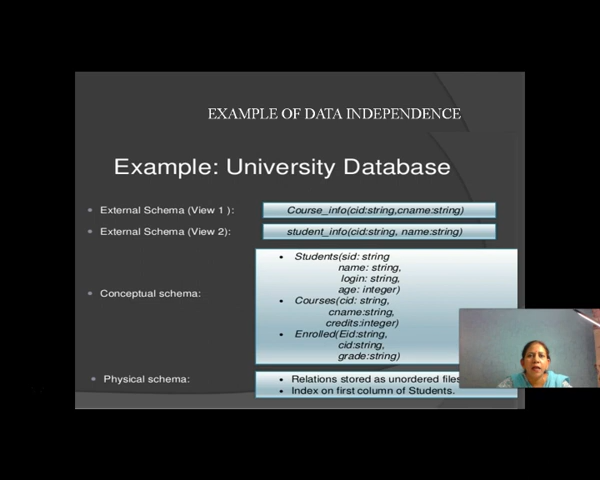 EXAMPLE OF DATA INDEPENDENCE
Example: University Database
External Schema (View 1 ):
Course_info(cid:string,cname:string)
External Schema (View 2):
student_info(cid:string, name:string)
Conceptual schema:
Students(sid: string
name: string,
login: string,
age: integer)
Courses(cid: string,
cname:string,
credits:integer)
Enrolled(Eid:string,
cid:string,
grade:string)
Physical schema:
Relations stored as unordered files
Index on first column of Students.